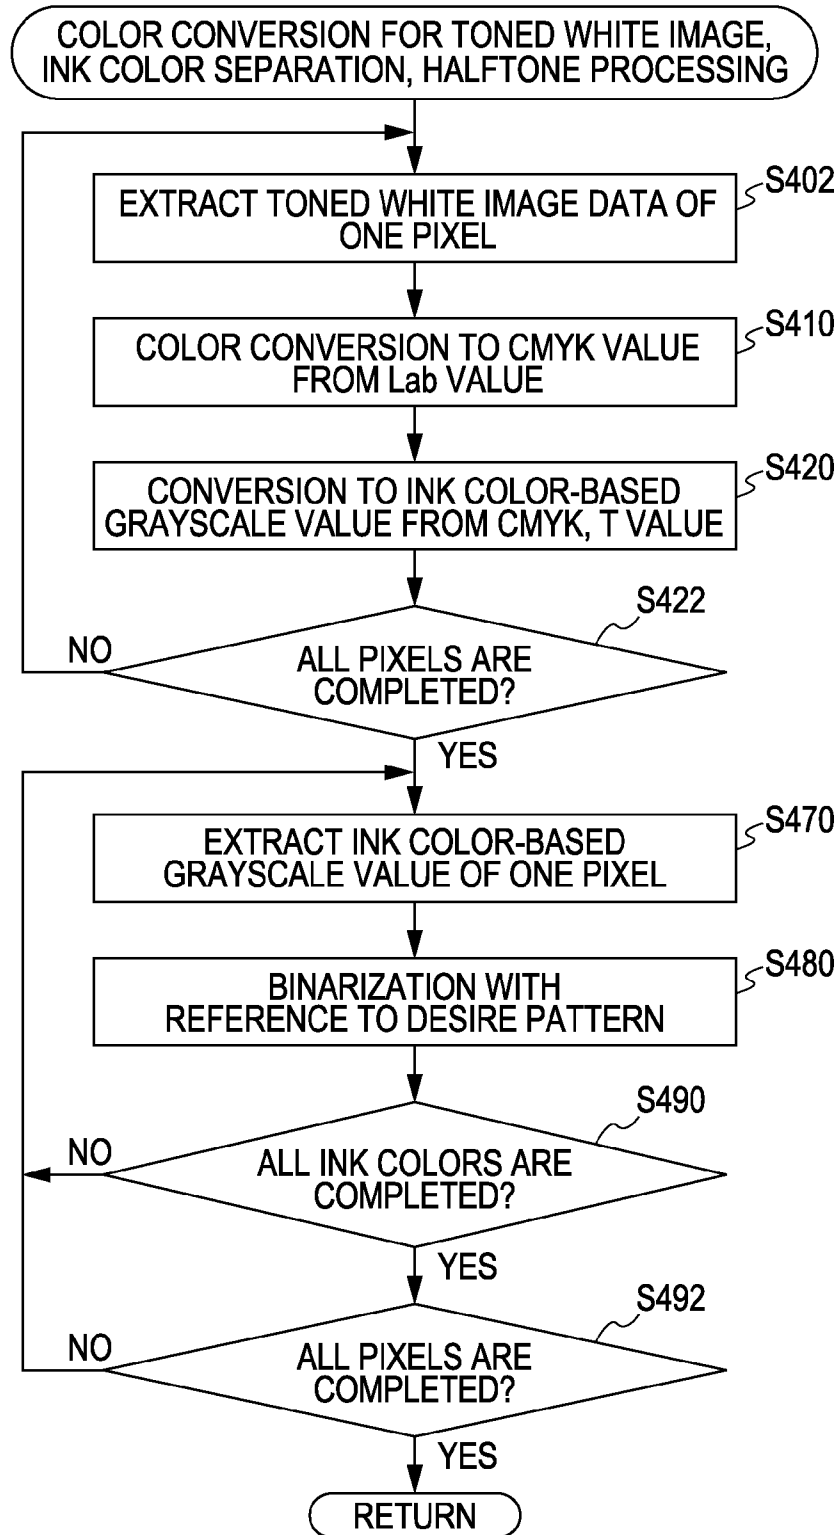 COLOR CONVERSION FOR TONED WHITE IMAGE,
INK COLOR SEPARATION, HALFTONE PROCESSING
S402
EXTRACT TONED WHITE IMAGE DATA OF
ONE PIXEL
S410
COLOR CONVERSION TO CMYK VALUE
FROM Lab VALUE
S420
CONVERSION TO INK COLOR-BASED
GRAYSCALE VALUE FROM CMYK, T VALUE
S422
NO
ALL PIXELS ARE
COMPLETED?
YES
S470
EXTRACT INK COLOR-BASED
GRAYSCALE VALUE OF ONE PIXEL
S480
BINARIZATION WITH
REFERENCE TO DESIRE PATTERN
S490
NO
ALL INK COLORS ARE
COMPLETED?
YES
S492
NO
ALL PIXELS ARE
COMPLETED?
YES
RETURN